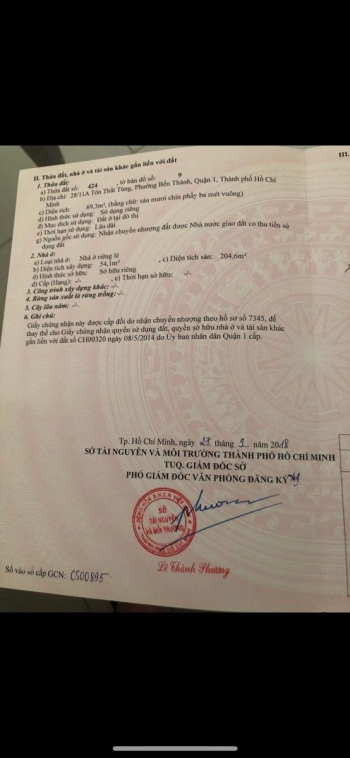 II. Thửa đất, nhà ở và tài sản khác gắn liền với đất
III.
1. Thửa đất:
a) Thửa đất số: 424 , tờ bản đồ số: 9
b) Địa chỉ: 28/11A Tôn Thất Tùng, Phường Bến Thành, Quận 1, Thành phố Hồ Chí
Minh
c) Diện tích: 69,3m², (bằng chữ: sáu mươi chín phẩy ba mét vuông)
d) Hình thức sử dụng: Sử dụng riêng
đ) Mục đích sử dụng: Đất ở tại đô thị
e) Thời hạn sử dụng: Lâu dài
g) Nguồn gốc sử dụng: Nhận chuyển nhượng đất được Nhà nước giao đất có thu tiền sử
dụng đất
2. Nhà ở:
a) Loại nhà ở: Nhà ở riêng lẻ
b) Diện tích xây dựng: 54,1m² , c) Diện tích sàn: 204,6m²
d) Hình thức sở hữu: Sở hữu riêng
đ) Cấp (Hạng): -/- , e) Thời hạn sở hữu: -/-
3. Công trình xây dựng khác: -/-
4. Rừng sản xuất là rừng trồng: -/-
5. Cây lâu năm: -/-
6. Ghi chú:
Giấy chứng nhận này được cấp đổi do nhận chuyển nhượng theo hồ sơ số 7345, để
thay thế cho Giấy chứng nhận quyền sử dụng đất, quyền sở hữu nhà ở và tài sản khác
gắn liền với đất số CH00320 ngày 08/5/2014 do Ủy ban nhân dân Quận 1 cấp.
Tp. Hồ Chí Minh, ngày 23 tháng năm 2018
SỞ TÀI NGUYÊN VÀ MÔI TRƯỜNG THÀNH PHỐ HỒ CHÍ MINH
TUQ. GIÁM ĐỐC SỞ
PHÓ GIÁM ĐỐC VĂN PHÒNG ĐĂNG KÝ
SỞ
TÀI NGUYÊN
VÀ MÔI TRƯỜNG
Lê Thành Phương
Số vào sổ cấp GCN: CS00895